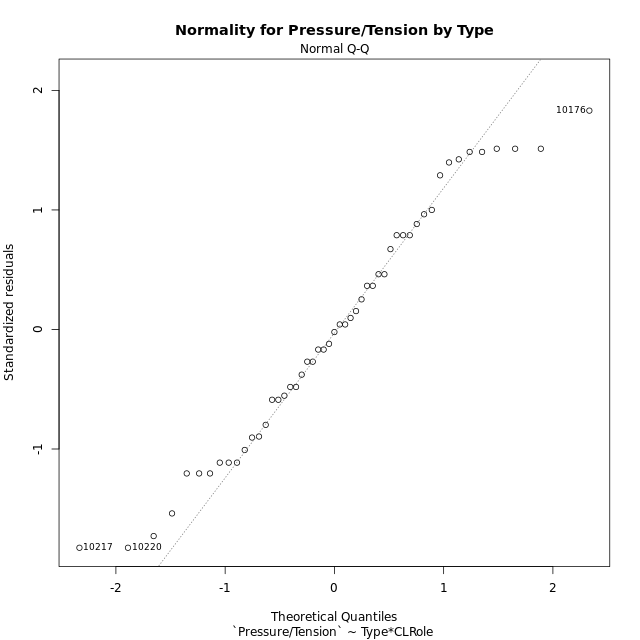 Normality for Pressure/Tension by Type
Normal Q-Q
2
1
0
-1
Standardized residuals
10176
10217
10220
-2
-1
0
1
2
Theoretical Quantiles
`Pressure/Tension` ~ Type*CLRole